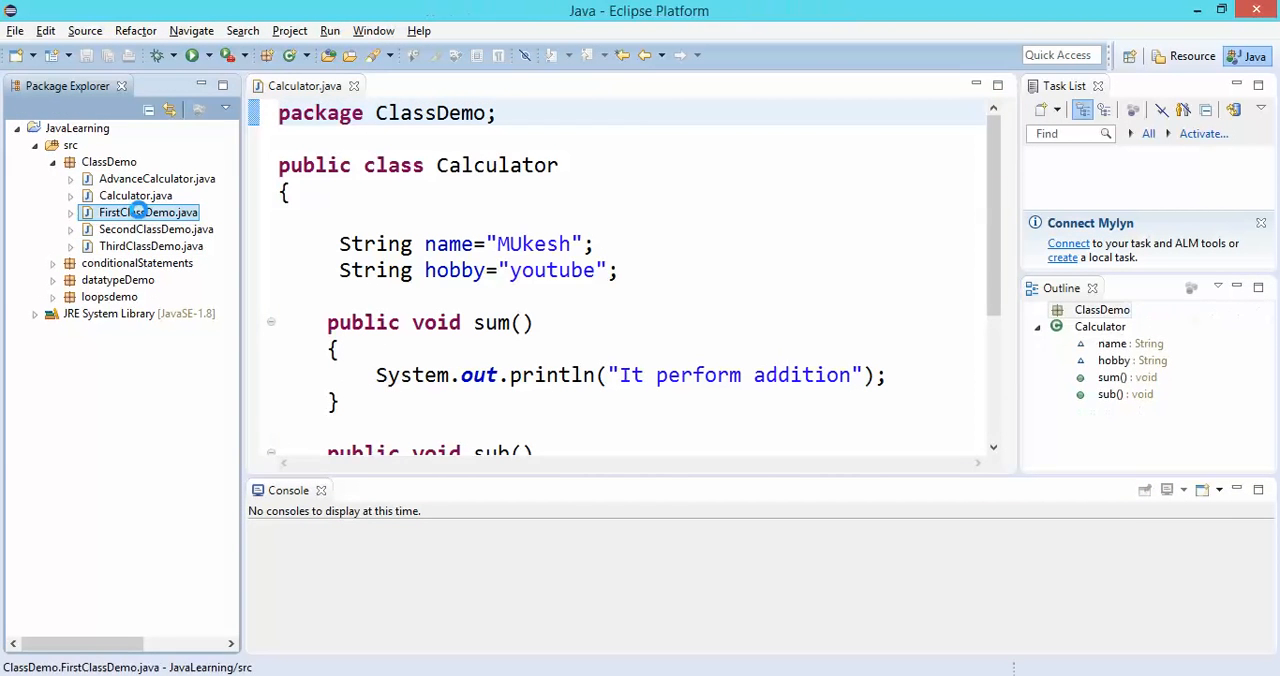 Java - Eclipse Platform
File Edit Source Refactor Navigate Search Project Run Window Help
Quick Access Resource Java
Package Explorer
JavaLearning
src
ClassDemo
AdvanceCalculator.java
Calculator.java
FirstClassDemo.java
SecondClassDemo.java
ThirdClassDemo.java
conditionalStatements
datatypeDemo
loopsdemo
JRE System Library [JavaSE-1.8]
Calculator.java
package ClassDemo;
public class Calculator
{
String name="MUkesh";
String hobby="youtube";
public void sum()
{
System.out.println("It perform addition");
}
public void sub()
Task List
Find All Activate...
Connect Mylyn
Connect to your task and ALM tools or
create a local task.
Outline
ClassDemo
Calculator
name : String
hobby : String
sum() : void
sub() : void
Console
No consoles to display at this time.
ClassDemo.FirstClassDemo.java - JavaLearning/src